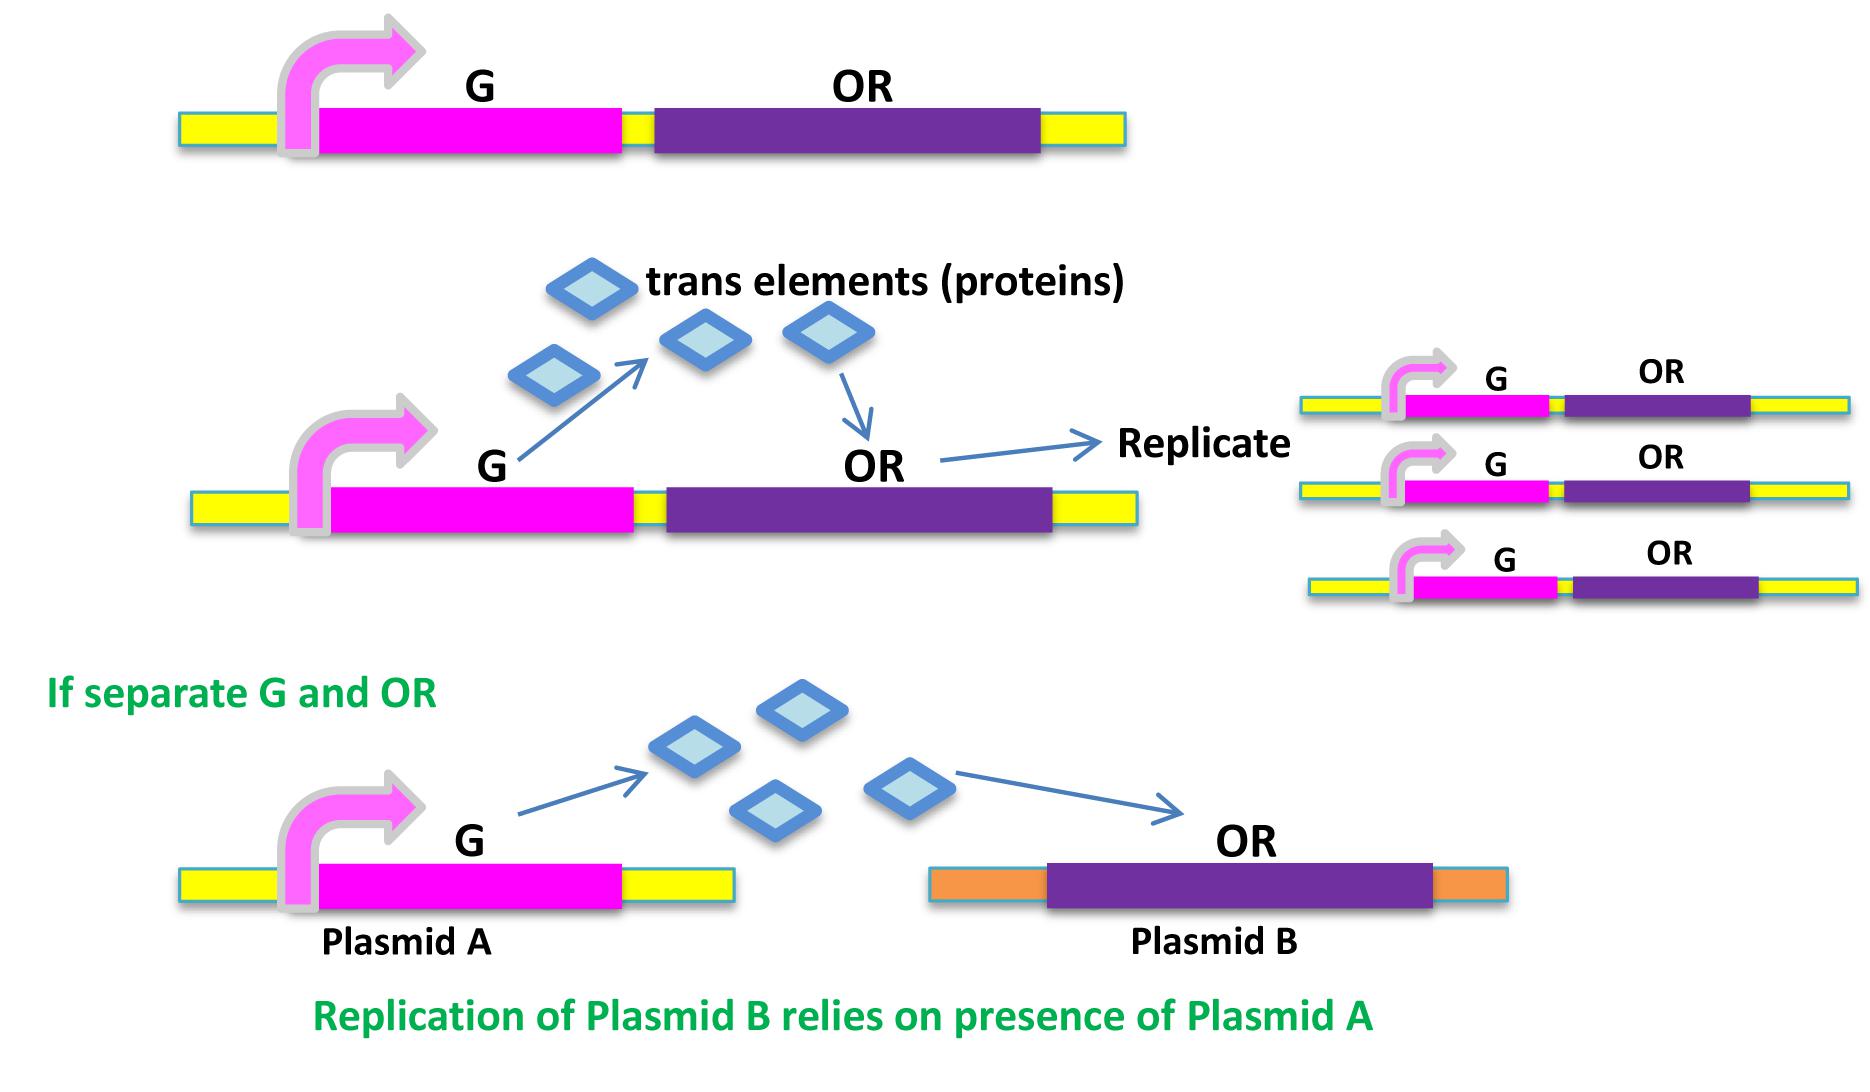 G
OR
trans elements (proteins)
G
OR
Replicate
G
OR
G
OR
G
OR
If separate G and OR
G
OR
Plasmid A
Plasmid B
Replication of Plasmid B relies on presence of Plasmid A